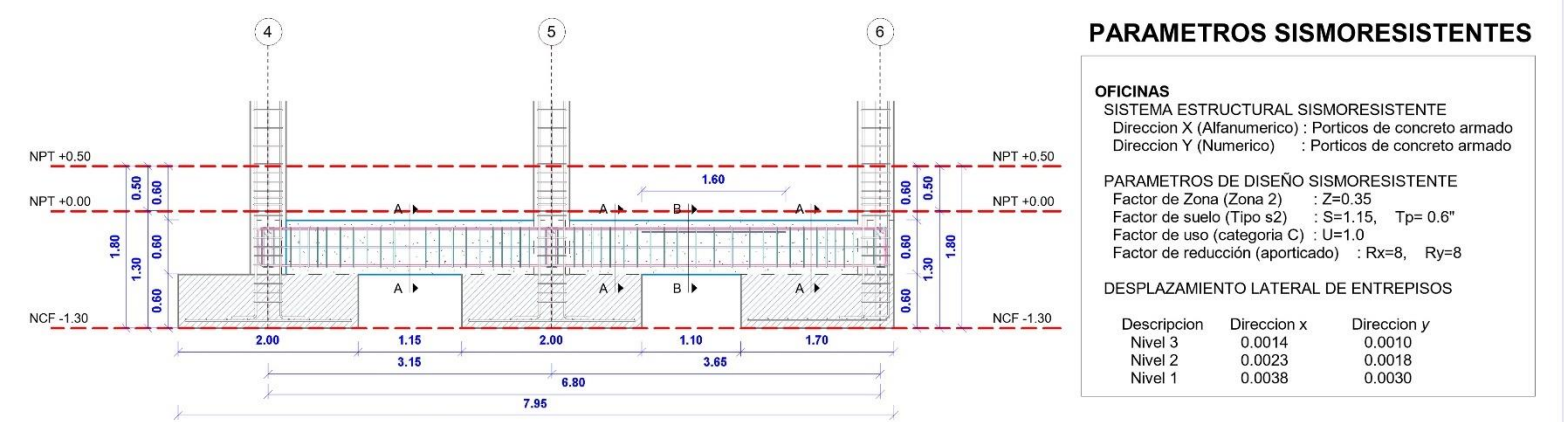 4 5 6
NPT +0.50 NPT +0.50
0.50 0.60 1.60 0.60 0.50
NPT +0.00 NPT +0.00
A A B A
1.80 1.30 0.60 0.60 1.30 1.80
A A B A
0.60 0.60
NCF -1.30 NCF -1.30
2.00 1.15 2.00 1.10 1.70
3.15 3.65
6.80
7.95
PARAMETROS SISMORESISTENTES
OFICINAS
SISTEMA ESTRUCTURAL SISMORESISTENTE
Direccion X (Alfanumerico) : Porticos de concreto armado
Direccion Y (Numerico) : Porticos de concreto armado
PARAMETROS DE DISEÑO SISMORESISTENTE
Factor de Zona (Zona 2) : Z=0.35
Factor de suelo (Tipo s2) : S=1.15, Tp= 0.6"
Factor de uso (categoria C) : U=1.0
Factor de reducción (aporticado) : Rx=8, Ry=8
DESPLAZAMIENTO LATERAL DE ENTREPISOS
Descripcion Direccion x Direccion y
Nivel 3 0.0014 0.0010
Nivel 2 0.0023 0.0018
Nivel 1 0.0038 0.0030